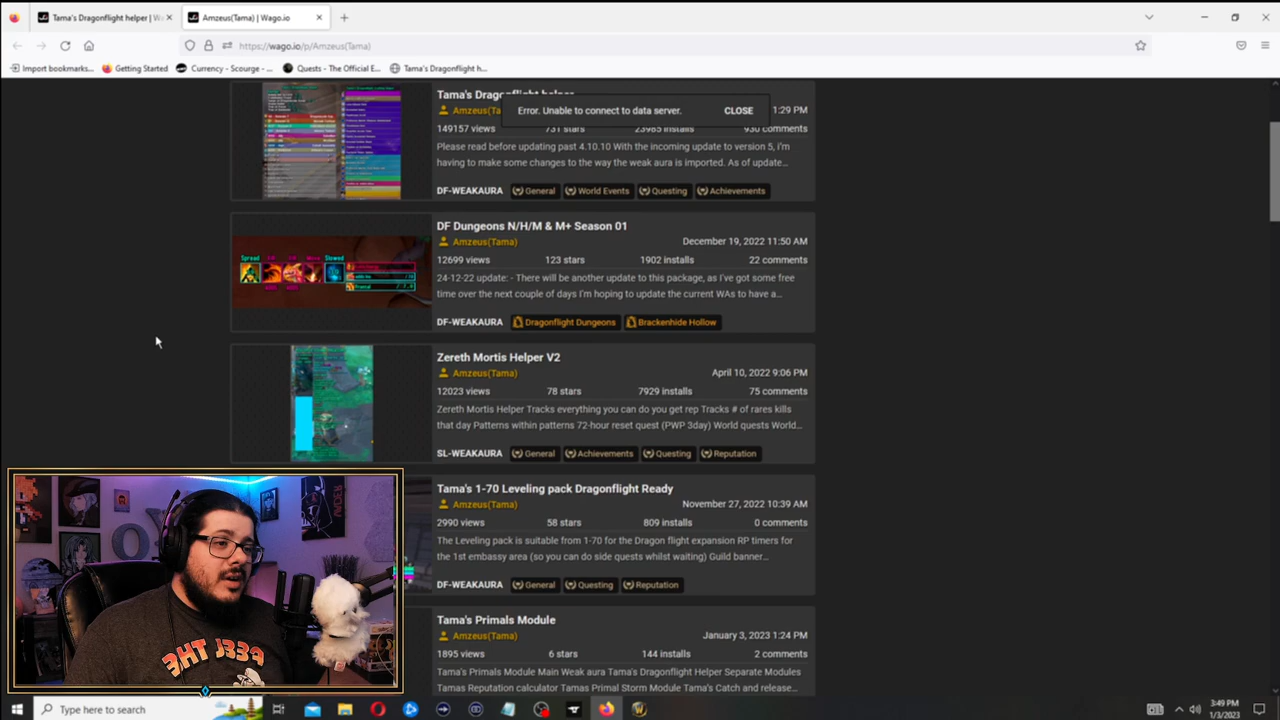 Tama's Dragonflight helper | W
Amzeus(Tama) | Wago.io
https://wago.io/p/Amzeus(Tama)
Import bookmarks...
Getting Started
Currency - Scourge - ...
Quests - The Official E...
Tama's Dragonflight h...
Tama's Dragonflight helper
Amzeus(Ta
1:28 PM
Error. Unable to connect to data server.
CLOSE
149157 views
installs
comments
Please read before updating past 4.10.10 With the incoming update to version 5, i'm
having to make some changes to the way the weak aura is imported. As of update...
DF-WEAKAURA
General
World Events
Questing
Achievements
DF Dungeons N/H/M & M+ Season 01
Amzeus(Tama)
December 19, 2022 11:50 AM
12699 views
123 stars
1902 installs
22 comments
24-12-22 update: - There will be another update to this package, as I've got some free
time over the next couple of days I'm hoping to update the current WAs to have a...
DF-WEAKAURA
Dragonflight Dungeons
Brackenhide Hollow
Spread
Slowed
Zereth Mortis Helper V2
Amzeus(Tama)
April 10, 2022 9:06 PM
12023 views
78 stars
7929 installs
75 comments
Zereth Mortis Helper Tracks everything you can do you get rep Tracks # of rares kills
that day Patterns within patterns 72-hour reset quest (PWP 3day) World quests World...
SL-WEAKAURA
General
Achievements
Questing
Reputation
Tama's 1-70 Leveling pack Dragonflight Ready
Amzeus(Tama)
November 27, 2022 10:39 AM
2990 views
58 stars
809 installs
0 comments
The Leveling pack is suitable from 1-70 for the Dragon flight expansion RP timers for
the 1st embassy area (so you can do side quests whilst waiting) Guild banner...
DF-WEAKAURA
General
Questing
Reputation
Tama's Primals Module
Amzeus(Tama)
January 3, 2023 1:24 PM
1895 views
6 stars
144 installs
2 comments
Tama's Primals Module Main Weak aura Tama's Dragonflight Helper Separate Modules
Tamas Reputation calculator Tamas Primal Storm Module Tama's Catch and release...
PEEL THE
Type here to search
3:49 PM
1/3/2023